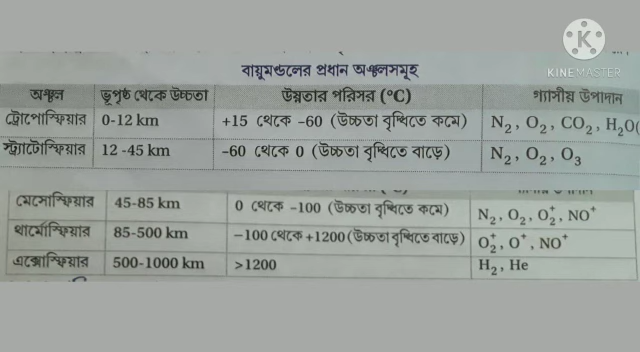 KINEMASTER
বায়ুমণ্ডলের প্রধান অঞ্চলসমূহ
অঞ্চল ভূপৃষ্ঠ থেকে উচ্চতা উষ্ণতার পরিসর (°C) গ্যাসীয় উপাদান
ট্রোপোস্ফিয়ার 0-12 km +15 থেকে -60 (উচ্চতা বৃদ্ধিতে কমে) N₂, O₂, CO₂, H₂O(
স্ট্র্যাটোস্ফিয়ার 12-45 km -60 থেকে 0 (উচ্চতা বৃদ্ধিতে বাড়ে) N₂, O₂, O₃
মেসোস্ফিয়ার 45-85 km 0 থেকে -100 (উচ্চতা বৃদ্ধিতে কমে) N₂, O₂, O₂⁺, NO⁺
থার্মোস্ফিয়ার 85-500 km -100 থেকে +1200 (উচ্চতা বৃদ্ধিতে বাড়ে) O₂⁺, O⁺, NO⁺
এক্সোস্ফিয়ার 500-1000 km >1200 H₂, He